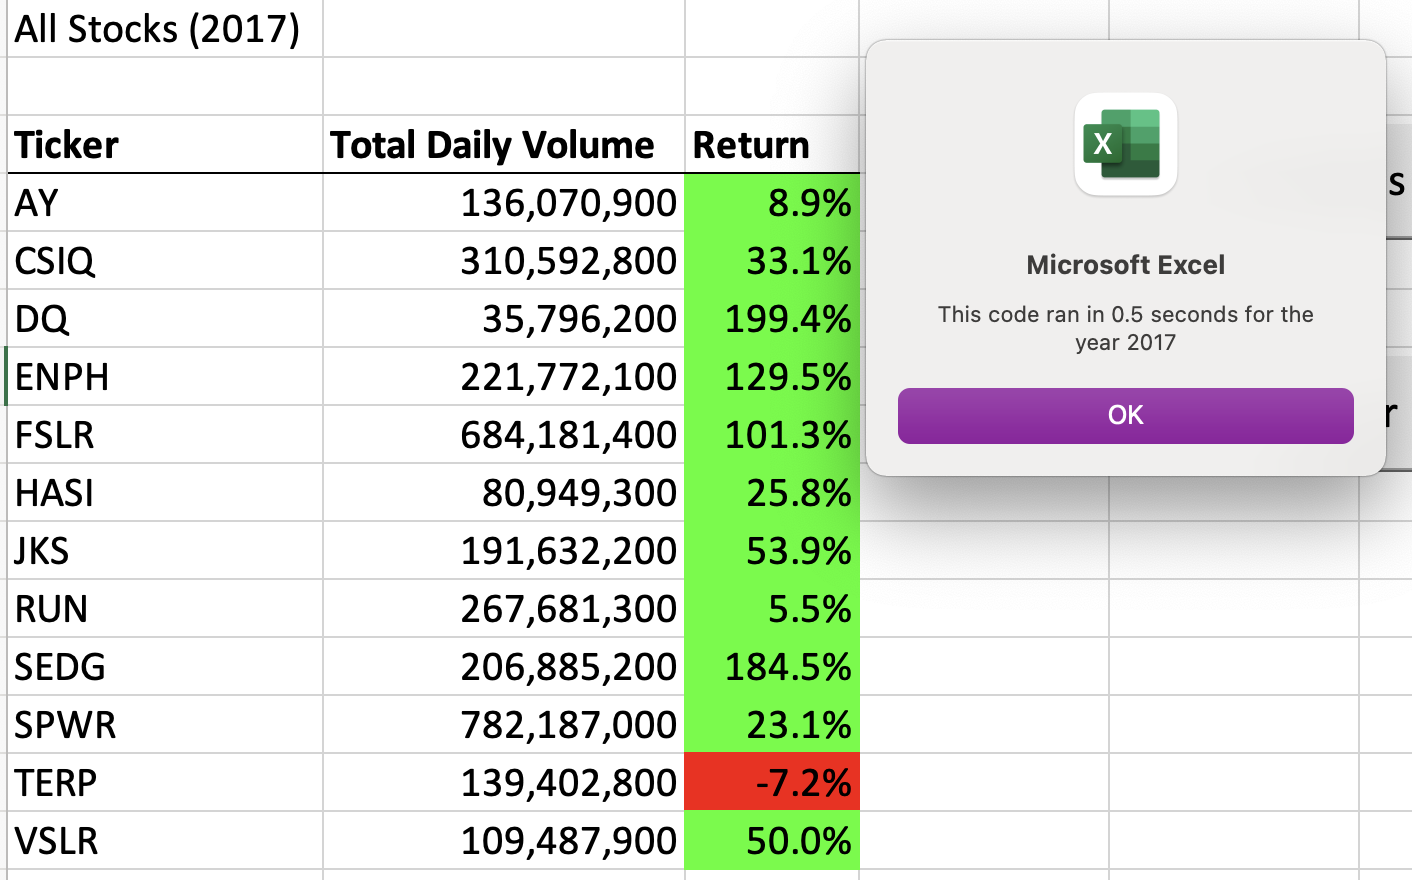 All Stocks (2017)
Ticker Total Daily Volume Return
AY 136,070,900 8.9%
CSIQ 310,592,800 33.1%
DQ 35,796,200 199.4%
ENPH 221,772,100 129.5%
FSLR 684,181,400 101.3%
HASI 80,949,300 25.8%
JKS 191,632,200 53.9%
RUN 267,681,300 5.5%
SEDG 206,885,200 184.5%
SPWR 782,187,000 23.1%
TERP 139,402,800 -7.2%
VSLR 109,487,900 50.0%
X
Microsoft Excel
This code ran in 0.5 seconds for the
year 2017
OK
s
r